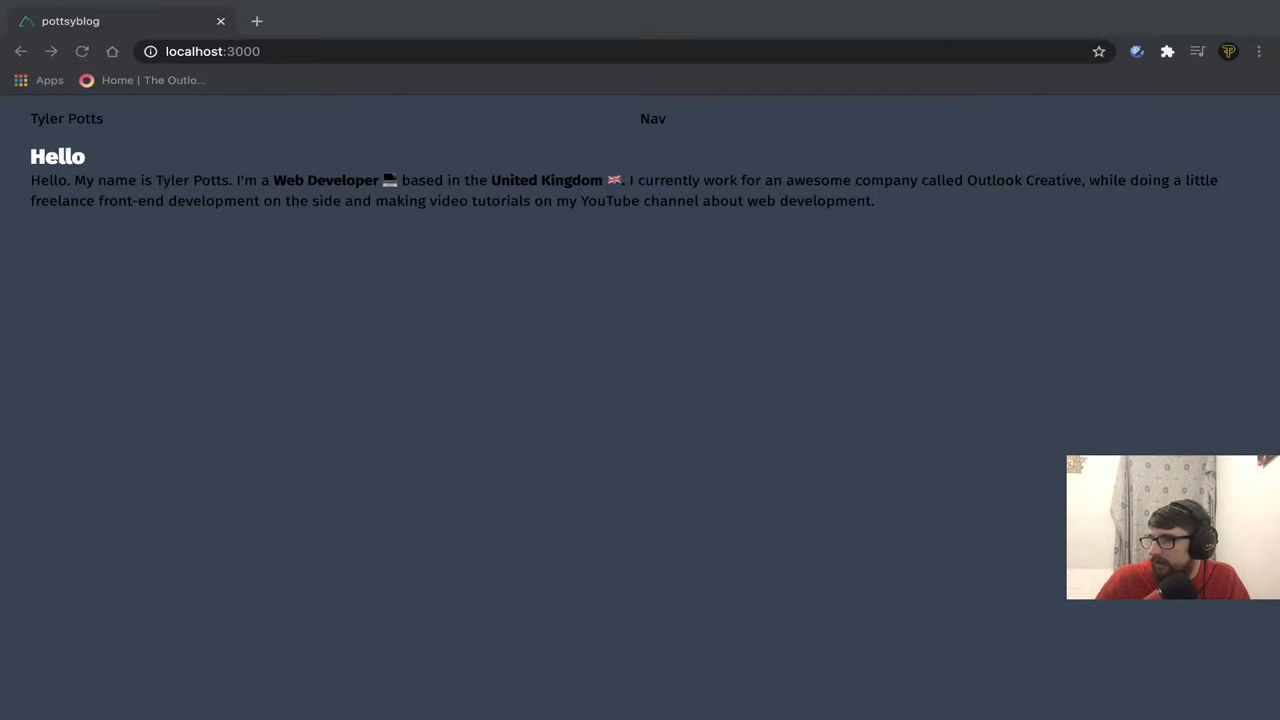 pottsyblog
localhost:3000
Apps
Home | The Outlo...
Tyler Potts
Nav
Hello
Hello. My name is Tyler Potts. I'm a Web Developer 💻 based in the United Kingdom 🇬🇧. I currently work for an awesome company called Outlook Creative, while doing a little
freelance front-end development on the side and making video tutorials on my YouTube channel about web development.